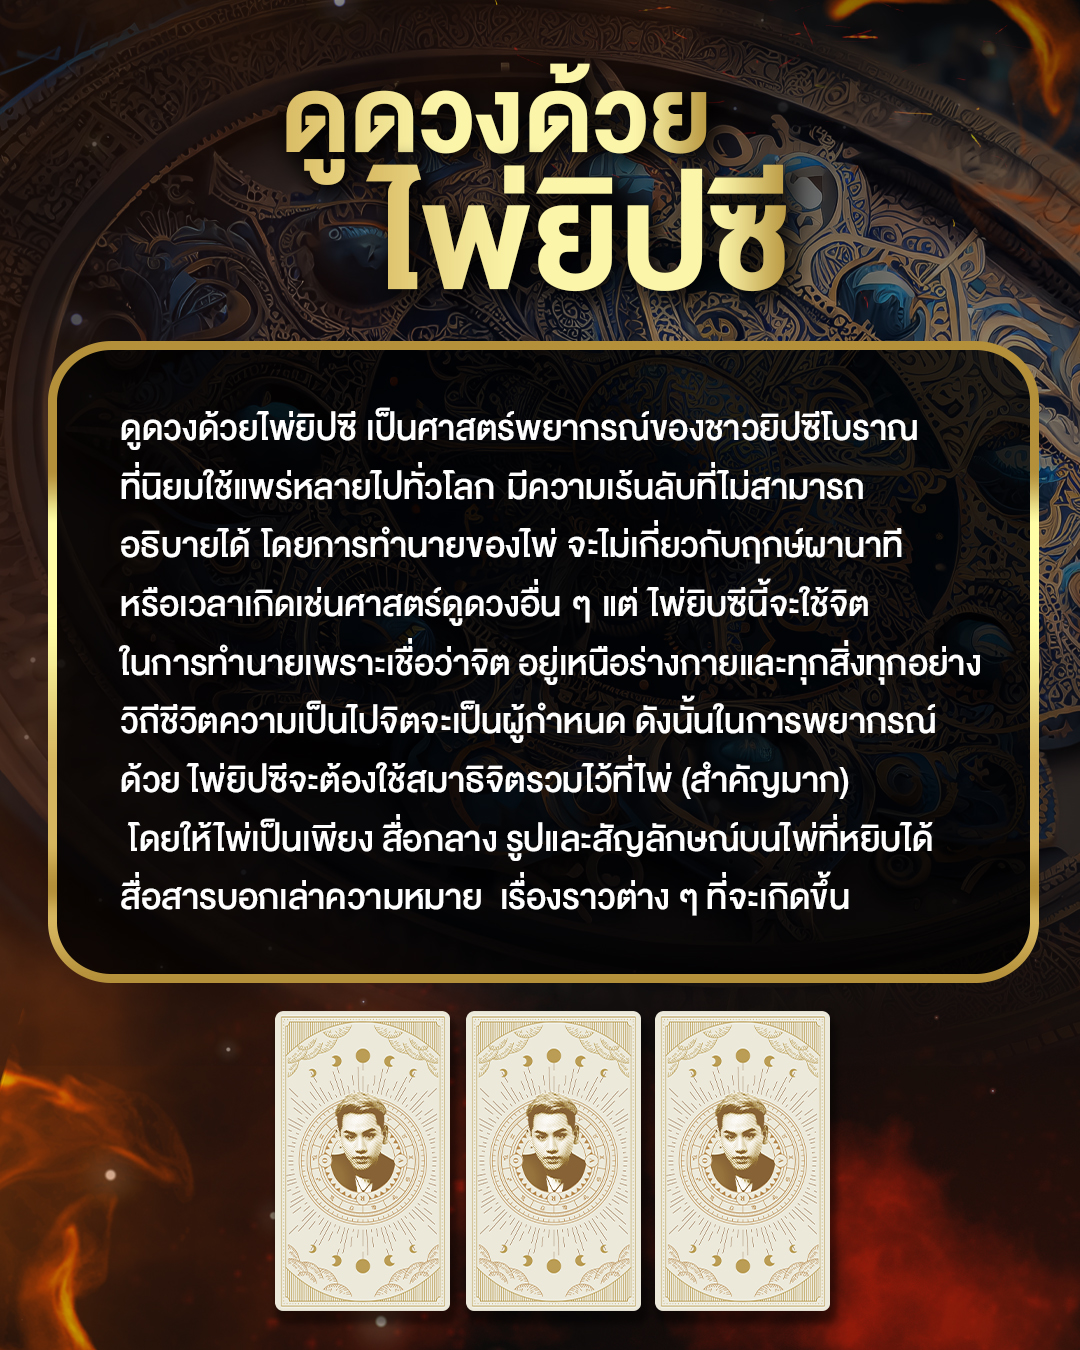 ดูดวงด้วย
ไพ่ยิปซี
ดูดวงด้วยไพ่ยิปซี เป็นศาสตร์พยากรณ์ของชาวยิปซีโบราณ
ที่นิยมใช้แพร่หลายไปทั่วโลก มีความเร้นลับที่ไม่สามารถ
อธิบายได้ โดยการทำนายของไพ่ จะไม่เกี่ยวกับฤกษ์ผานาที
หรือเวลาเกิดเช่นศาสตร์ดูดวงอื่น ๆ แต่ ไพ่ยิบซีนี้จะใช้จิต
ในการทำนายเพราะเชื่อว่าจิต อยู่เหนือร่างกายและทุกสิ่งทุกอย่าง
วิถีชีวิตความเป็นไปจิตจะเป็นผู้กำหนด ดังนั้นในการพยากรณ์
ด้วย ไพ่ยิปซีจะต้องใช้สมาธิจิตรวมไว้ที่ไพ่ (สำคัญมาก)
โดยให้ไพ่เป็นเพียง สื่อกลาง รูปและสัญลักษณ์บนไพ่ที่หยิบได้
สื่อสารบอกเล่าความหมาย เรื่องราวต่าง ๆ ที่จะเกิดขึ้น